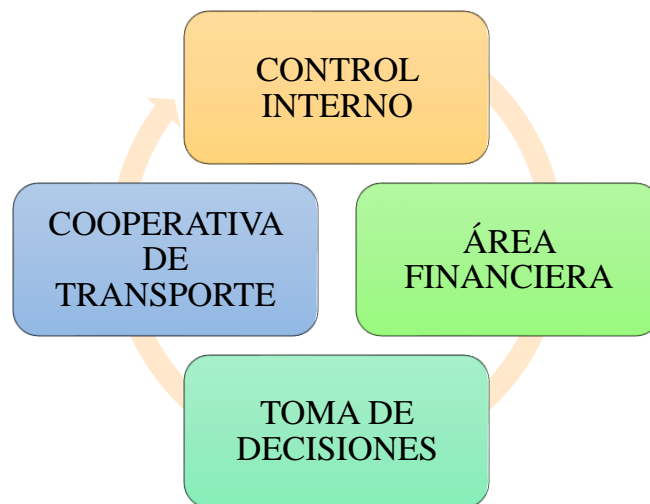 CONTROL
INTERNO
ÁREA
FINANCIERA
TOMA DE
DECISIONES
COOPERATIVA
DE
TRANSPORTE